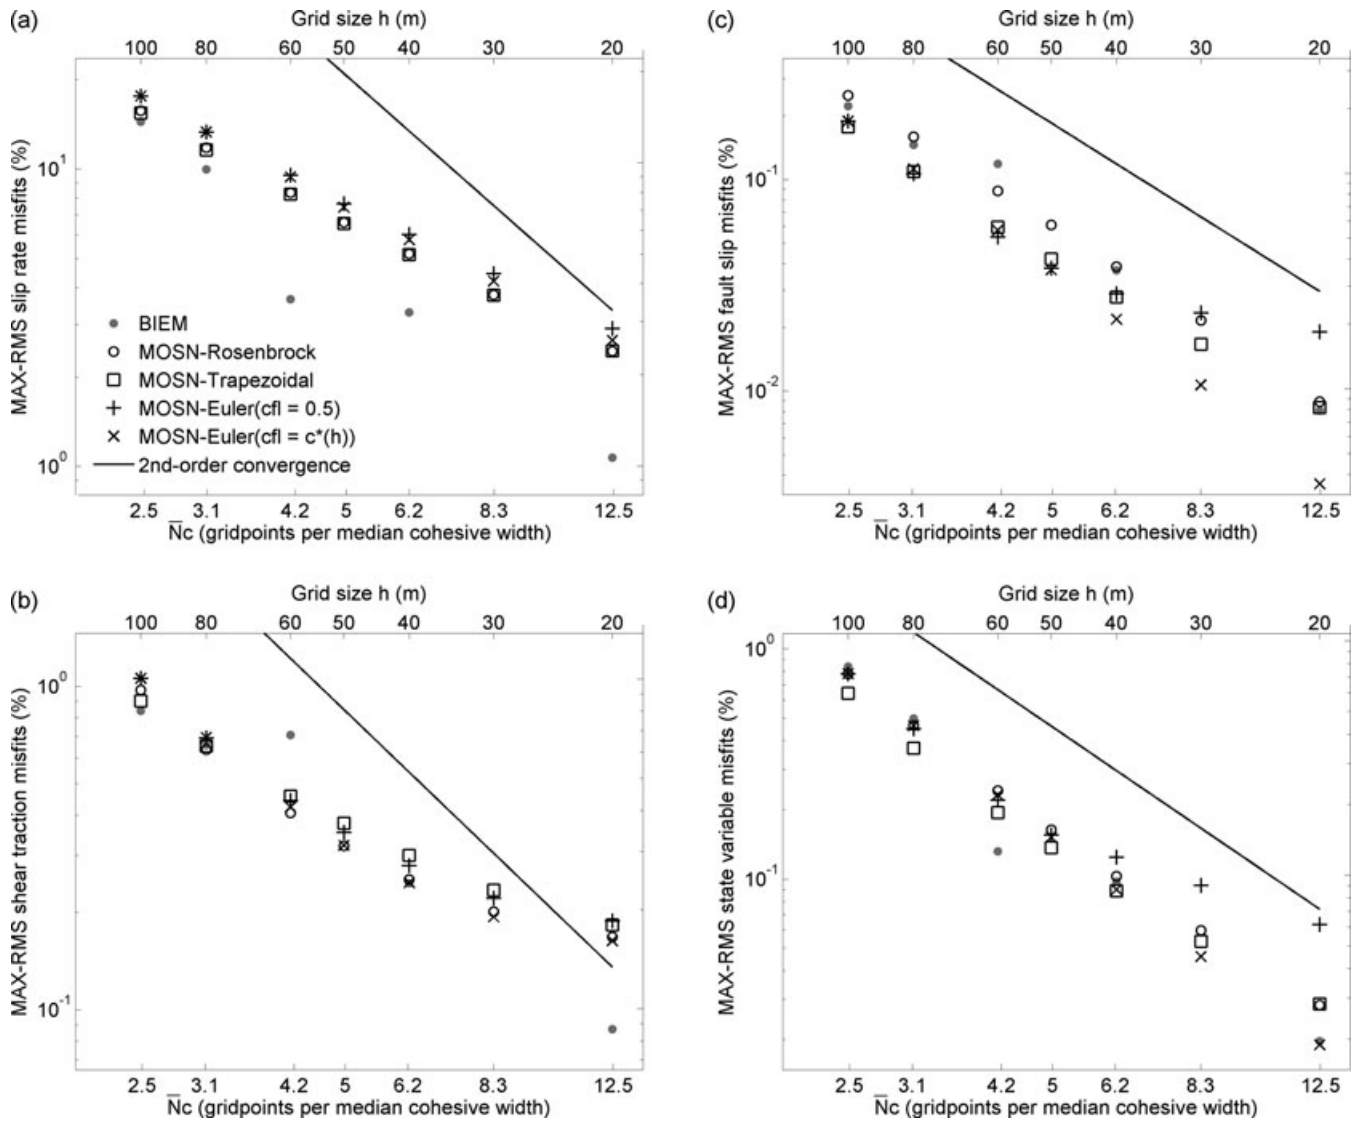 (a)
Grid size h (m)
100 80 60 50 40 30 20
MAX-RMS slip rate misfits (%)
10¹
10⁰
BIEM
MOSN-Rosenbrock
MOSN-Trapezoidal
MOSN-Euler(cfl = 0.5)
MOSN-Euler(cfl = c*(h))
2nd-order convergence
2.5 3.1 4.2 5 6.2 8.3 12.5
N̅c (gridpoints per median cohesive width)
(c)
Grid size h (m)
100 80 60 50 40 30 20
MAX-RMS fault slip misfits (%)
10⁻¹
10⁻²
2.5 3.1 4.2 5 6.2 8.3 12.5
N̅c (gridpoints per median cohesive width)
(b)
Grid size h (m)
100 80 60 50 40 30 20
MAX-RMS shear traction misfits (%)
10⁰
10⁻¹
2.5 3.1 4.2 5 6.2 8.3 12.5
N̅c (gridpoints per median cohesive width)
(d)
Grid size h (m)
100 80 60 50 40 30 20
MAX-RMS state variable misfits (%)
10⁰
10⁻¹
2.5 3.1 4.2 5 6.2 8.3 12.5
N̅c (gridpoints per median cohesive width)